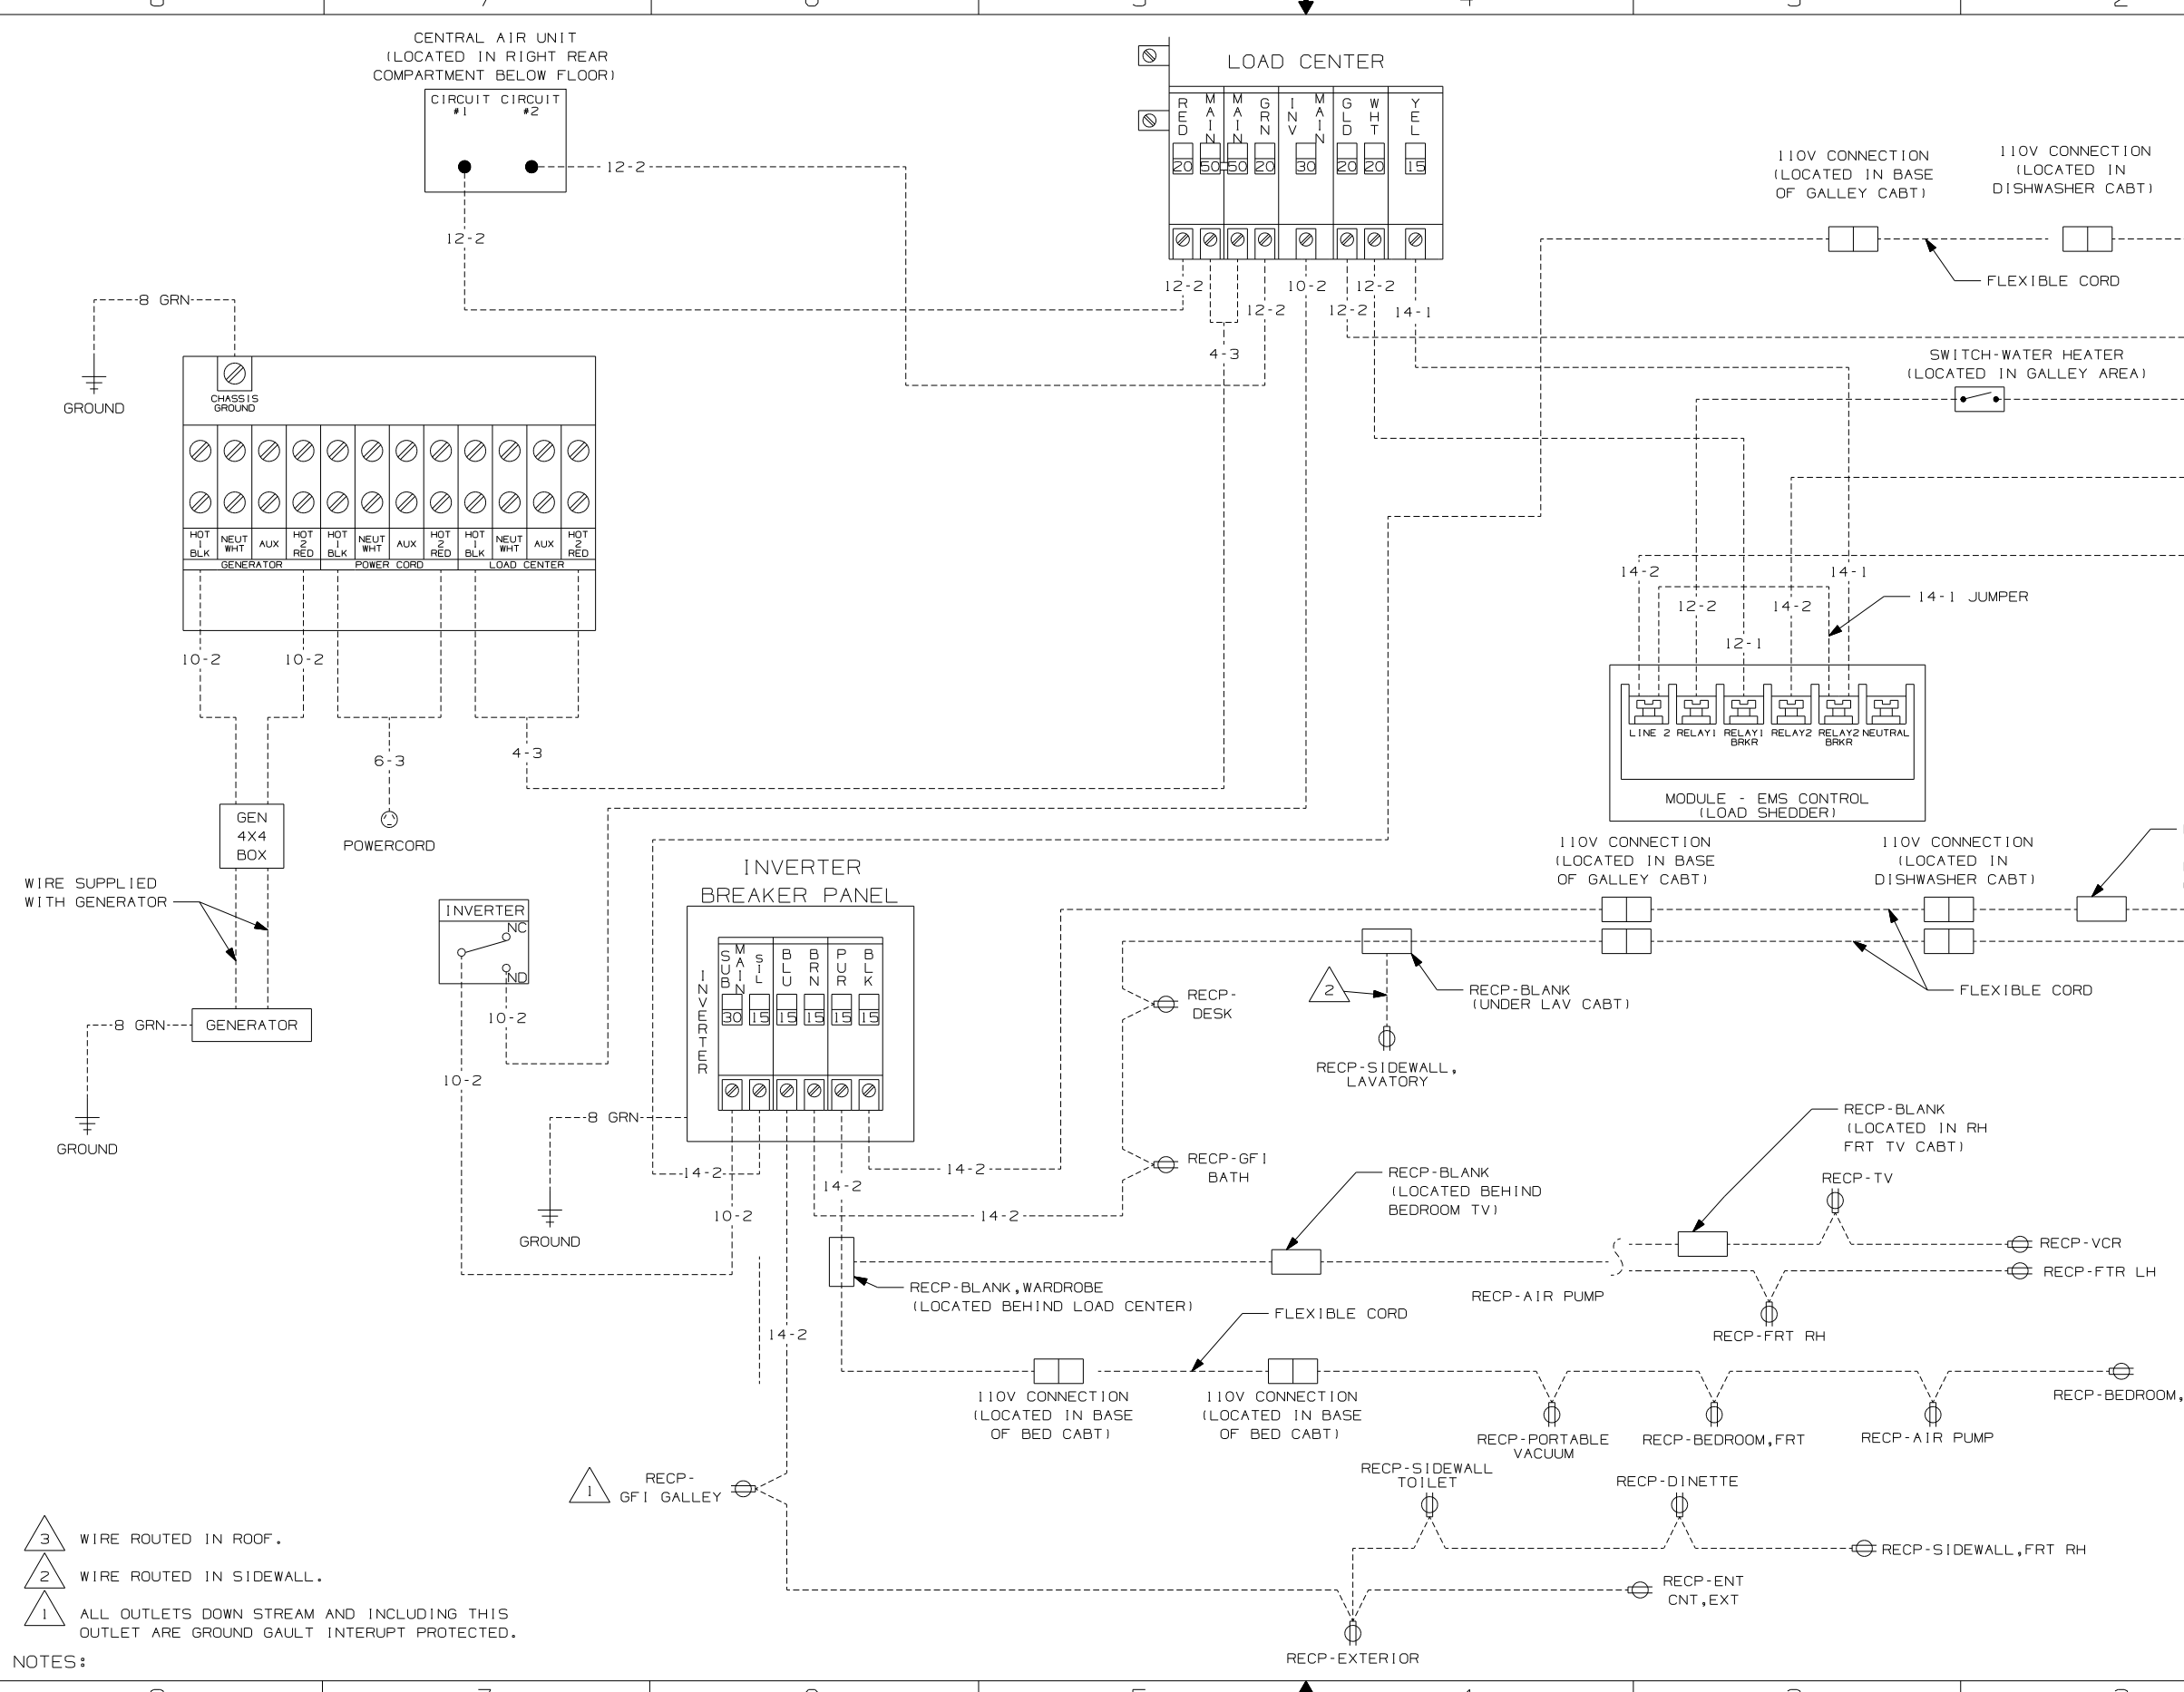 CENTRAL AIR UNIT
(LOCATED IN RIGHT REAR
COMPARTMENT BELOW FLOOR)
CIRCUIT CIRCUIT
#1 #2
12-2
12-2
LOAD CENTER
RED MAIN MAIN GRN INV MAIN GLD WHT YEL
20 50 50 20 30 20 20 15
12-2 10-2 12-2
12-2 12-2 14-1
4-3
110V CONNECTION
(LOCATED IN BASE
OF GALLEY CABT)
110V CONNECTION
(LOCATED IN
DISHWASHER CABT)
FLEXIBLE CORD
SWITCH-WATER HEATER
(LOCATED IN GALLEY AREA)
8 GRN
GROUND
CHASSIS
GROUND
HOT 1 BLK
NEUT WHT
AUX
HOT 2 RED
HOT 1 BLK
NEUT WHT
AUX
HOT 2 RED
HOT 1 BLK
NEUT WHT
AUX
HOT 2 RED
GENERATOR POWER CORD LOAD CENTER
10-2 10-2
6-3
4-3
GEN
4X4
BOX
POWERCORD
WIRE SUPPLIED
WITH GENERATOR
8 GRN
GENERATOR
GROUND
14-2 14-1
12-2 14-2
14-1 JUMPER
12-1
LINE 2 RELAY1 RELAY1 BRKR RELAY2 RELAY2 BRKR NEUTRAL
MODULE - EMS CONTROL
(LOAD SHEDDER)
INVERTER
NC
NO
10-2
10-2
INVERTER
BREAKER PANEL
INVERTER
SUB MAIN SIL BLU BRN PUR BLK
30 15 15 15 15 15
8 GRN
GROUND
14-2
10-2
14-2
14-2
14-2
14-2
110V CONNECTION
(LOCATED IN BASE
OF GALLEY CABT)
110V CONNECTION
(LOCATED IN
DISHWASHER CABT)
RECP-
DESK
2
RECP-BLANK
(UNDER LAV CABT)
FLEXIBLE CORD
RECP-SIDEWALL,
LAVATORY
RECP-GFI
BATH
RECP-BLANK
(LOCATED BEHIND
BEDROOM TV)
RECP-BLANK
(LOCATED IN RH
FRT TV CABT)
RECP-TV
RECP-VCR
RECP-FTR LH
RECP-AIR PUMP
RECP-FRT RH
RECP-BLANK,WARDROBE
(LOCATED BEHIND LOAD CENTER)
FLEXIBLE CORD
110V CONNECTION
(LOCATED IN BASE
OF BED CABT)
110V CONNECTION
(LOCATED IN BASE
OF BED CABT)
RECP-PORTABLE
VACUUM
RECP-BEDROOM,FRT
RECP-AIR PUMP
RECP-BEDROOM,
1
RECP-
GFI GALLEY
RECP-SIDEWALL
TOILET
RECP-DINETTE
RECP-SIDEWALL,FRT RH
RECP-ENT
CNT,EXT
RECP-EXTERIOR
3 WIRE ROUTED IN ROOF.
2 WIRE ROUTED IN SIDEWALL.
1 ALL OUTLETS DOWN STREAM AND INCLUDING THIS
OUTLET ARE GROUND GAULT INTERUPT PROTECTED.
NOTES: